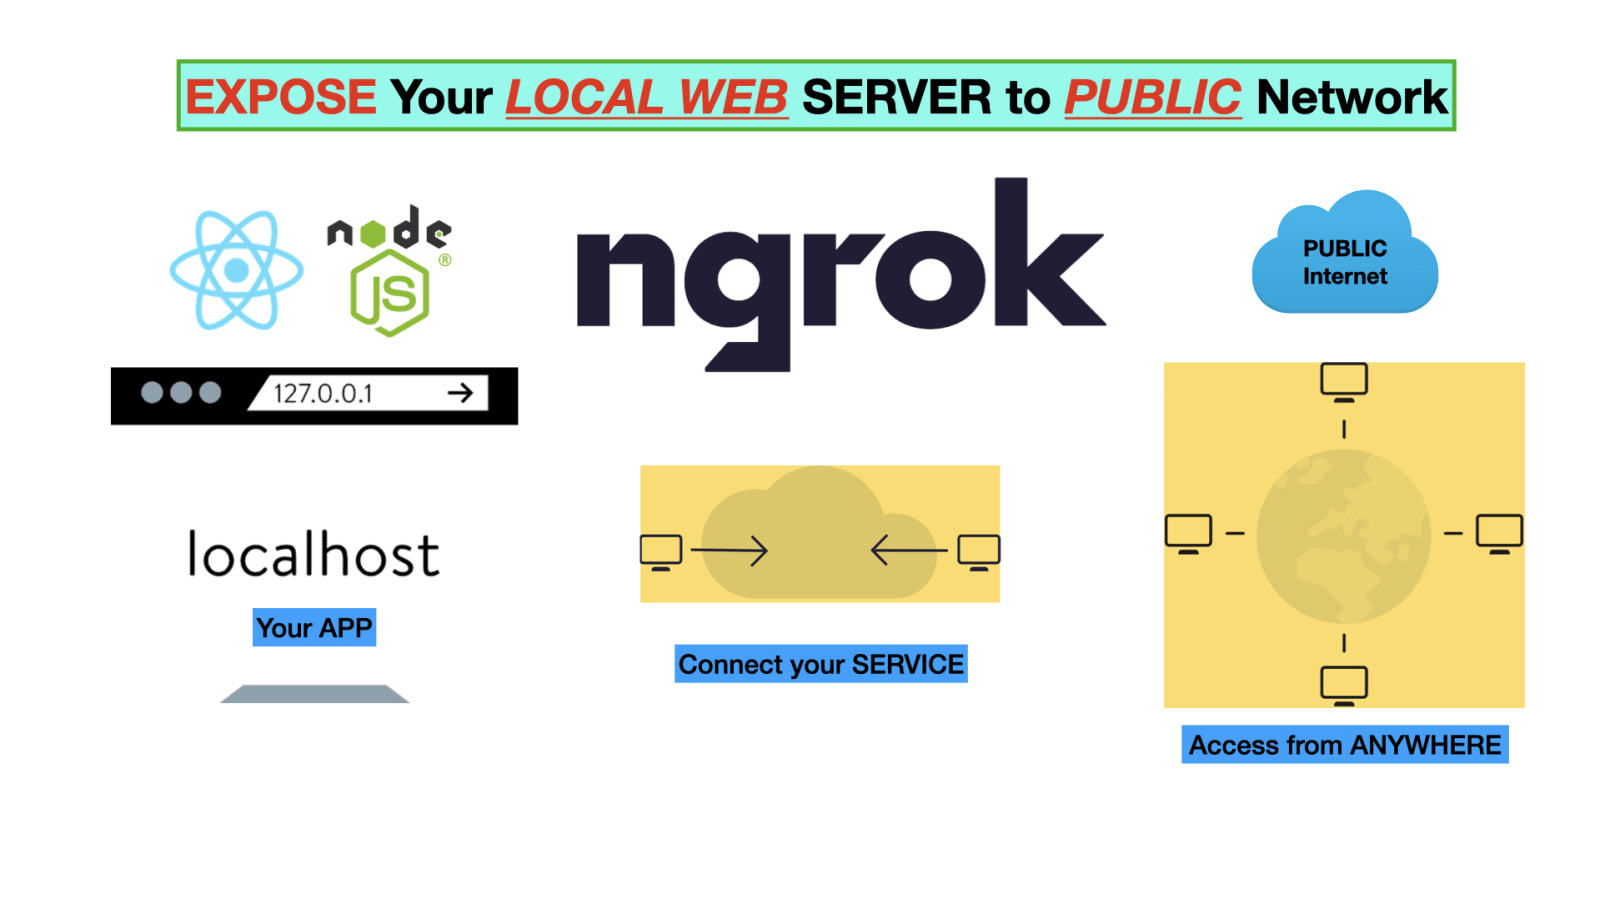 EXPOSE Your LOCAL WEB SERVER to PUBLIC Network
node
JS
®
ngrok
PUBLIC
Internet
127.0.0.1
localhost
Your APP
Connect your SERVICE
Access from ANYWHERE